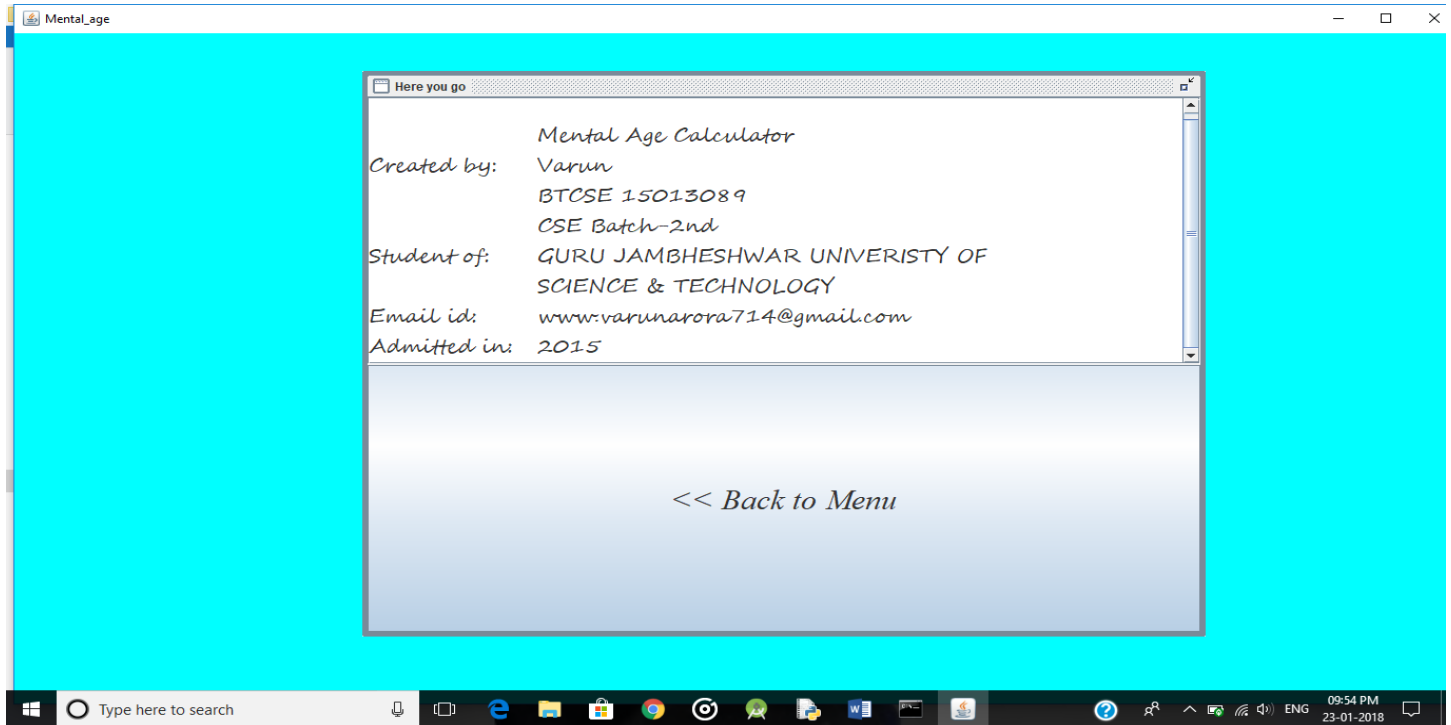 Mental_age
Here you go
Mental Age Calculator
Created by: Varun
BTCSE 15013089
CSE Batch-2nd
Student of: GURU JAMBHESHWAR UNIVERISTY OF
SCIENCE & TECHNOLOGY
Email id: www.varunarora714@gmail.com
Admitted in: 2015
<< Back to Menu
Type here to search
ENG
09:54 PM
23-01-2018